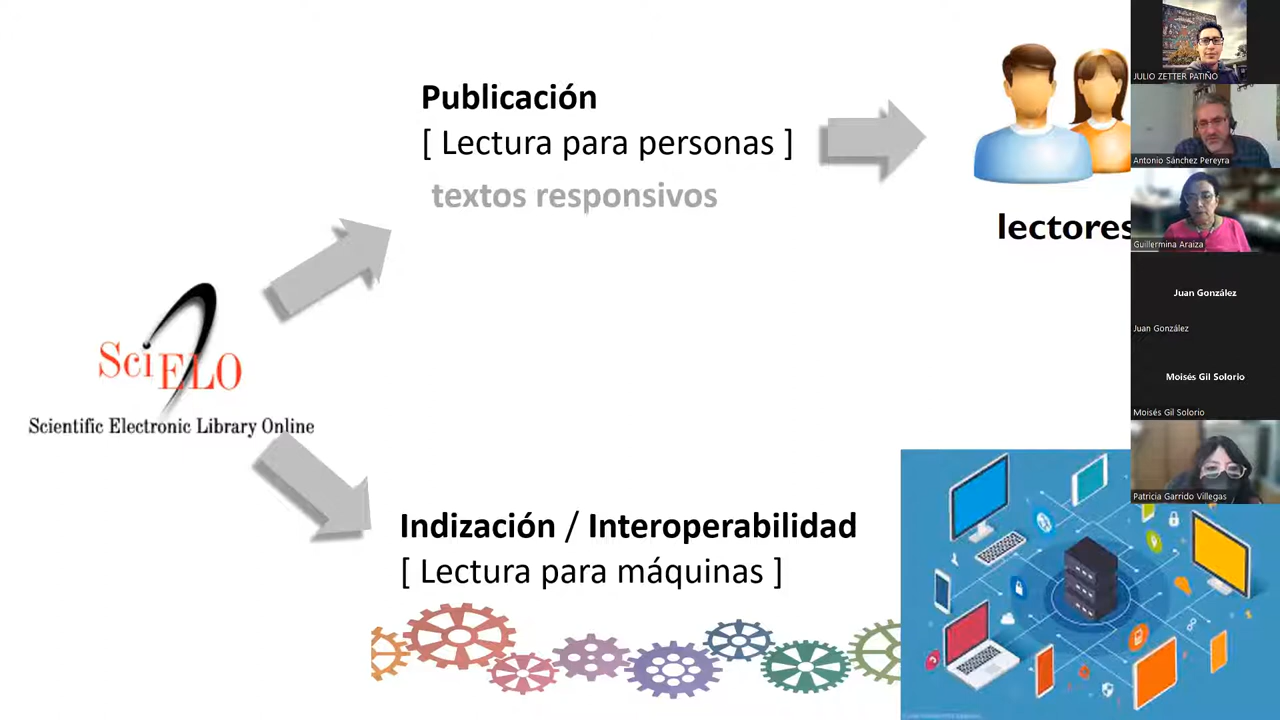 Publicación
[ Lectura para personas ]
textos responsivos
lectores
SciELO
Scientific Electronic Library Online
Indización / Interoperabilidad
[ Lectura para máquinas ]
JULIO ZETTER PATIÑO
Antonio Sánchez Pereyra
Guillermina Araiza
Juan González
Juan González
Moisés Gil Solorio
Moisés Gil Solorio
Patricia Garrido Villegas